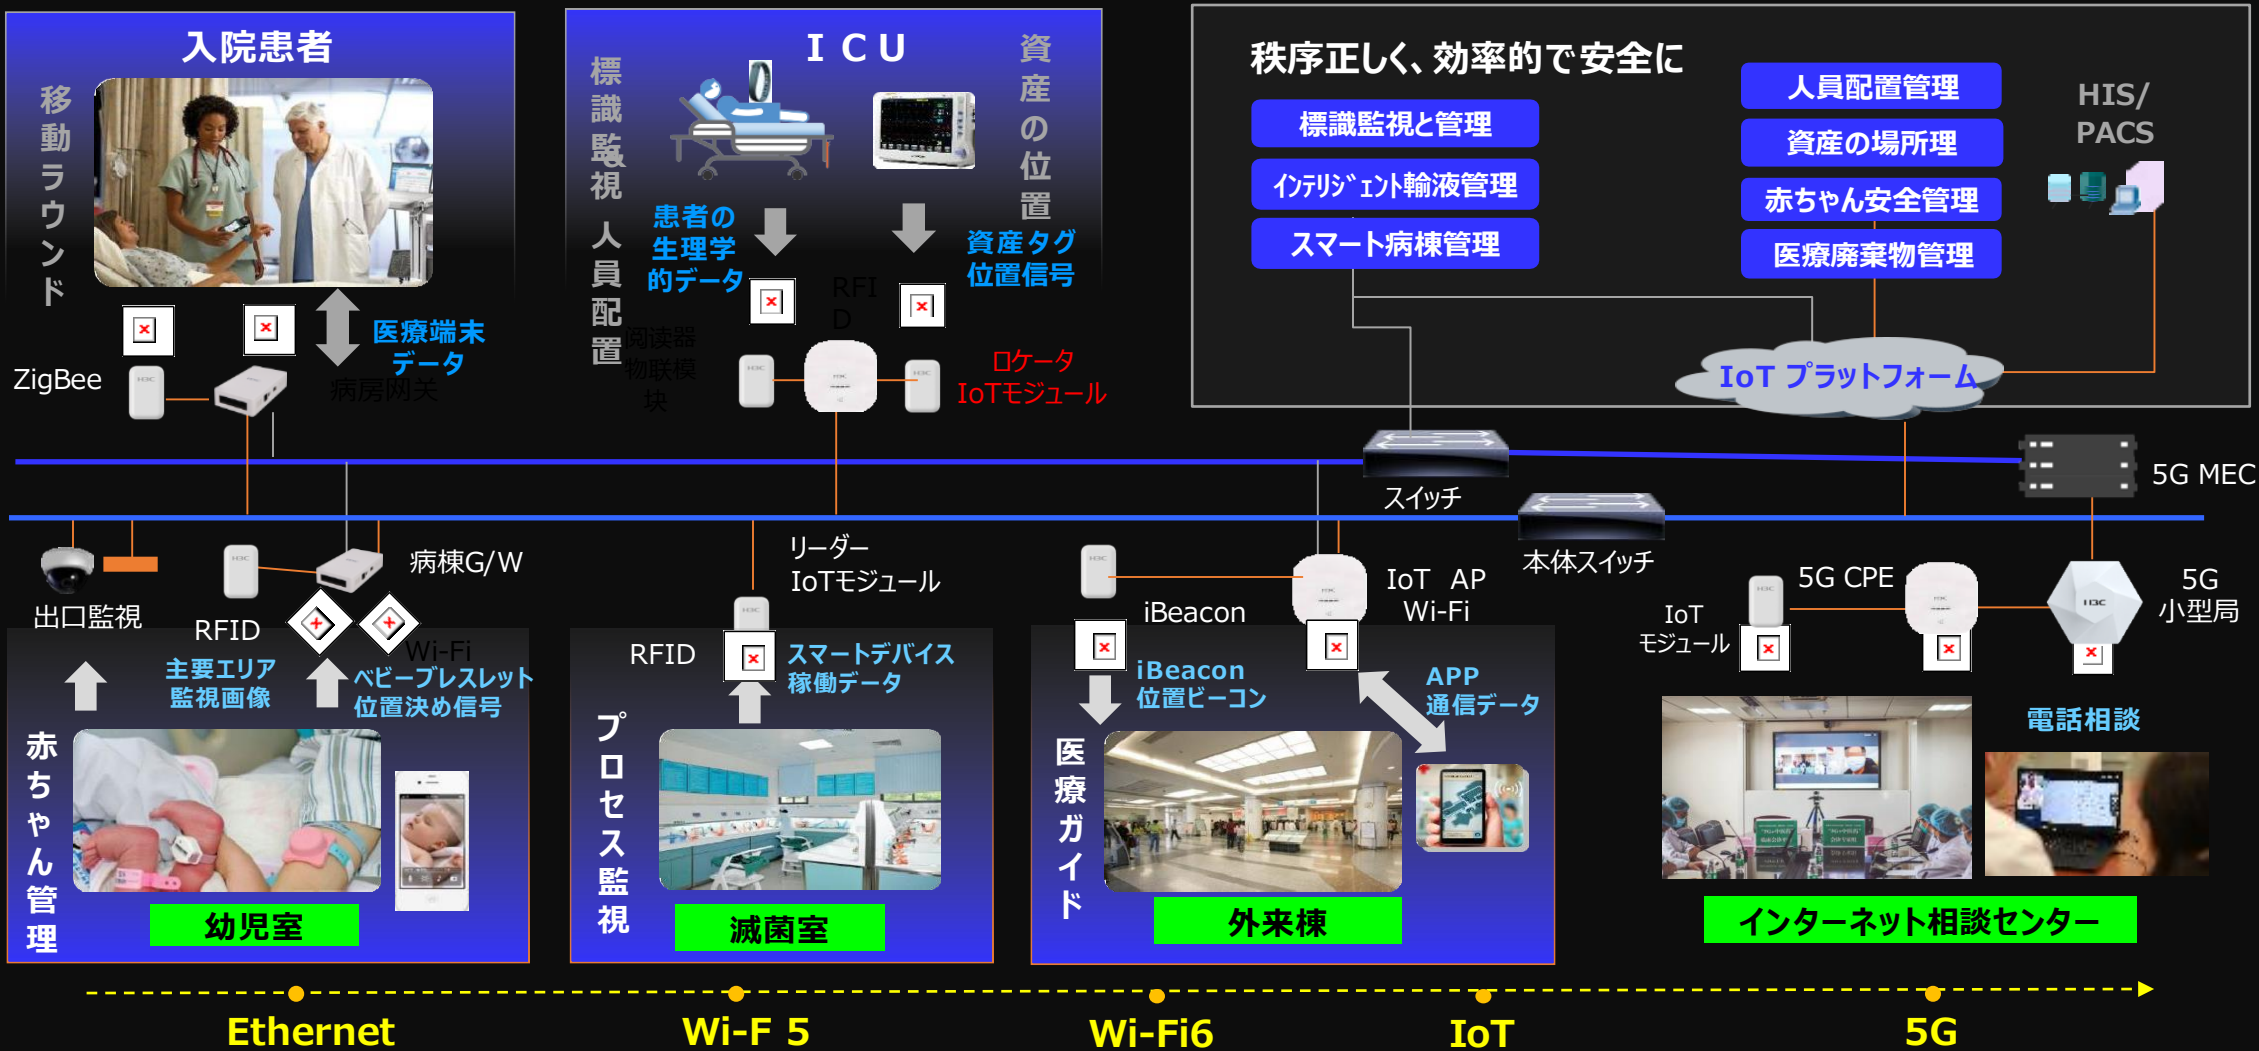 入院患者
移動ラウンド
医療端末
データ
ZigBee
病房网关
ICU
標識監視
&
人員配置
資産の位置
患者の
生理学
的データ
資産タグ
位置信号
RFI
D
阅读器
物联模
块
ロケータ
IoTモジュール
秩序正しく、効率的で安全に
標識監視と管理
インテリジェント輸液管理
スマート病棟管理
人員配置管理
資産の場所理
赤ちゃん安全管理
医療廃棄物管理
HIS/
PACS
IoT プラットフォーム
スイッチ
本体スイッチ
5G MEC
出口監視
RFID
病棟G/W
Wi-Fi
主要エリア
監視画像
ベビーブレスレット
位置決め信号
赤ちゃん管理
幼児室
リーダー
IoTモジュール
RFID
スマートデバイス
稼働データ
プロセス監視
滅菌室
iBeacon
IoT AP
Wi-Fi
iBeacon
位置ビーコン
APP
通信データ
医療ガイド
外来棟
IoT
モジュール
5G CPE
5G
小型局
H3C
電話相談
インターネット相談センター
Ethernet
Wi-F 5
Wi-Fi6
IoT
5G